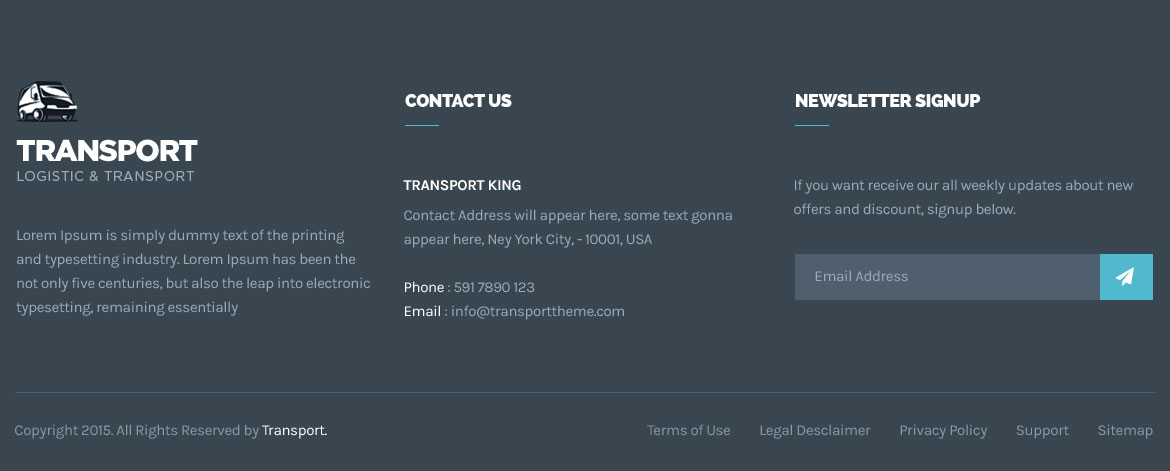 TRANSPORT
LOGISTIC & TRANSPORT
Lorem Ipsum is simply dummy text of the printing
and typesetting industry. Lorem Ipsum has been the
not only five centuries, but also the leap into electronic
typesetting, remaining essentially
CONTACT US
TRANSPORT KING
Contact Address will appear here, some text gonna
appear here, Ney York City, - 10001, USA
Phone : 591 7890 123
Email : info@transporttheme.com
NEWSLETTER SIGNUP
If you want receive our all weekly updates about new
offers and discount, signup below.
Email Address
Copyright 2015. All Rights Reserved by Transport.
Terms of Use Legal Desclaimer Privacy Policy Support Sitemap